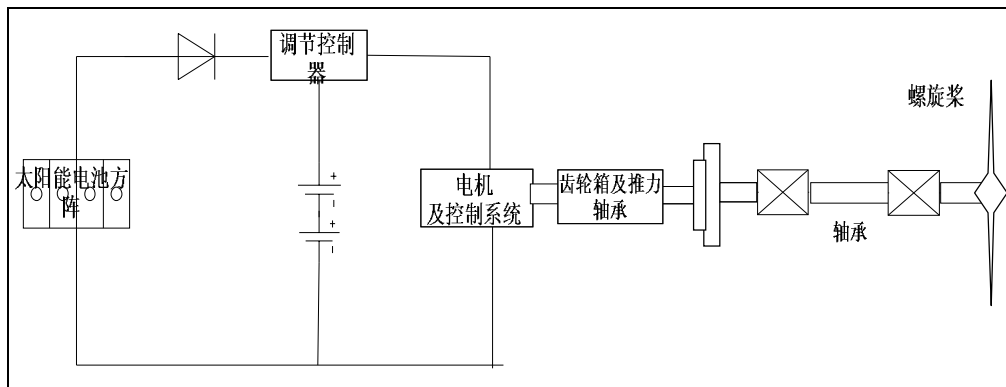 太阳能电池方
阵
调节控制
器
+
-
+
-
电机
及控制系统
齿轮箱及推力
轴承
轴承
螺旋桨